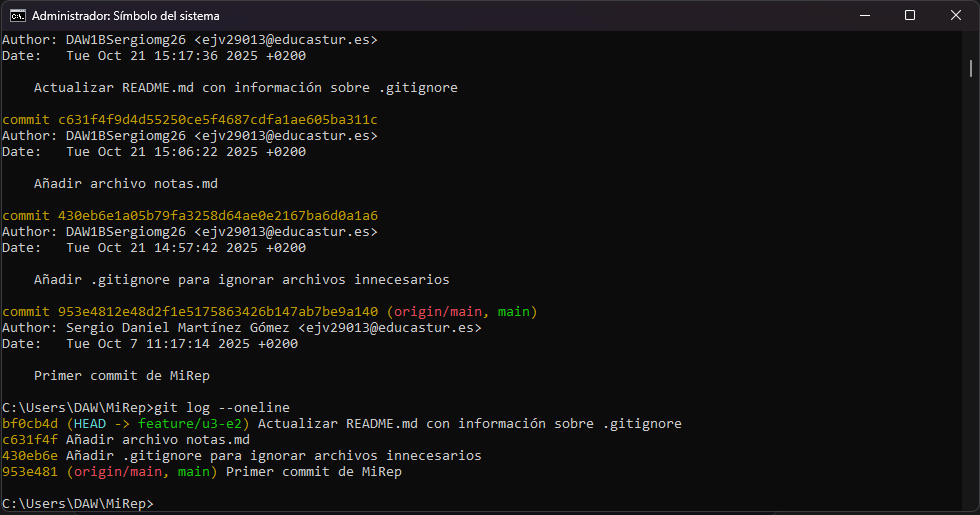 Administrador: Símbolo del sistema
Author: DAW1BSergiomg26 <ejv29013@educastur.es>
Date:   Tue Oct 21 15:17:36 2025 +0200
    Actualizar README.md con información sobre .gitignore
commit c631f4f9d4d55250ce5f4687cdfa1ae605ba311c
Author: DAW1BSergiomg26 <ejv29013@educastur.es>
Date:   Tue Oct 21 15:06:22 2025 +0200
    Añadir archivo notas.md
commit 430eb6e1a05b79fa3258d64ae0e2167ba6d0a1a6
Author: DAW1BSergiomg26 <ejv29013@educastur.es>
Date:   Tue Oct 21 14:57:42 2025 +0200
    Añadir .gitignore para ignorar archivos innecesarios
commit 953e4812e48d2f1e5175863426b147ab7be9a140 (origin/main, main)
Author: Sergio Daniel Martínez Gómez <ejv29013@educastur.es>
Date:   Tue Oct 7 11:17:14 2025 +0200
    Primer commit de MiRep
C:\Users\DAW\MiRep>git log --oneline
bf0cb4d (HEAD -> feature/u3-e2) Actualizar README.md con información sobre .gitignore
c631f4f Añadir archivo notas.md
430eb6e Añadir .gitignore para ignorar archivos innecesarios
953e481 (origin/main, main) Primer commit de MiRep
C:\Users\DAW\MiRep>